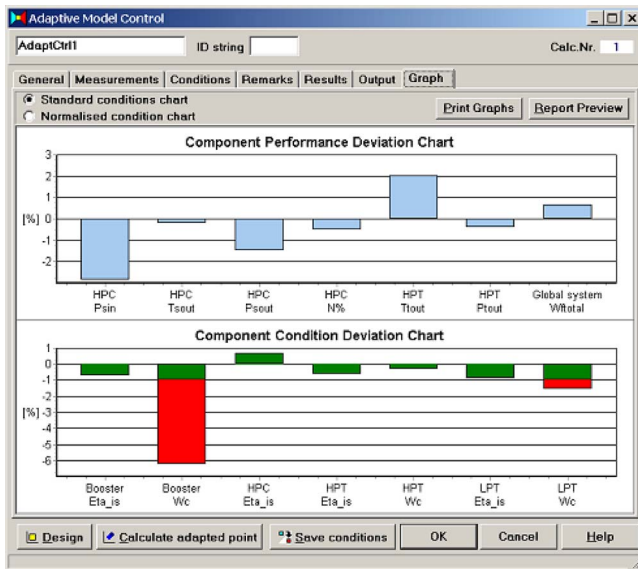 Adaptive Model Control
AdaptCtrl1 ID string Calc.Nr. 1
General Measurements Conditions Remarks Results Output Graph
Standard conditions chart
Normalised condition chart
Print Graphs Report Preview
Component Performance Deviation Chart
3
2
1
[%] 0
-1
-2
HPC HPC HPC HPC HPT HPT Global system
Psin Tsout Psout N% Ttout Ptout Wftotal
Component Condition Deviation Chart
1
0
-1
-2
[%] -3
-4
-5
-6
Booster Booster HPC HPT HPT LPT LPT
Eta_is Wc Eta_is Eta_is Wc Eta_is Wc
Design Calculate adapted point Save conditions OK Cancel Help